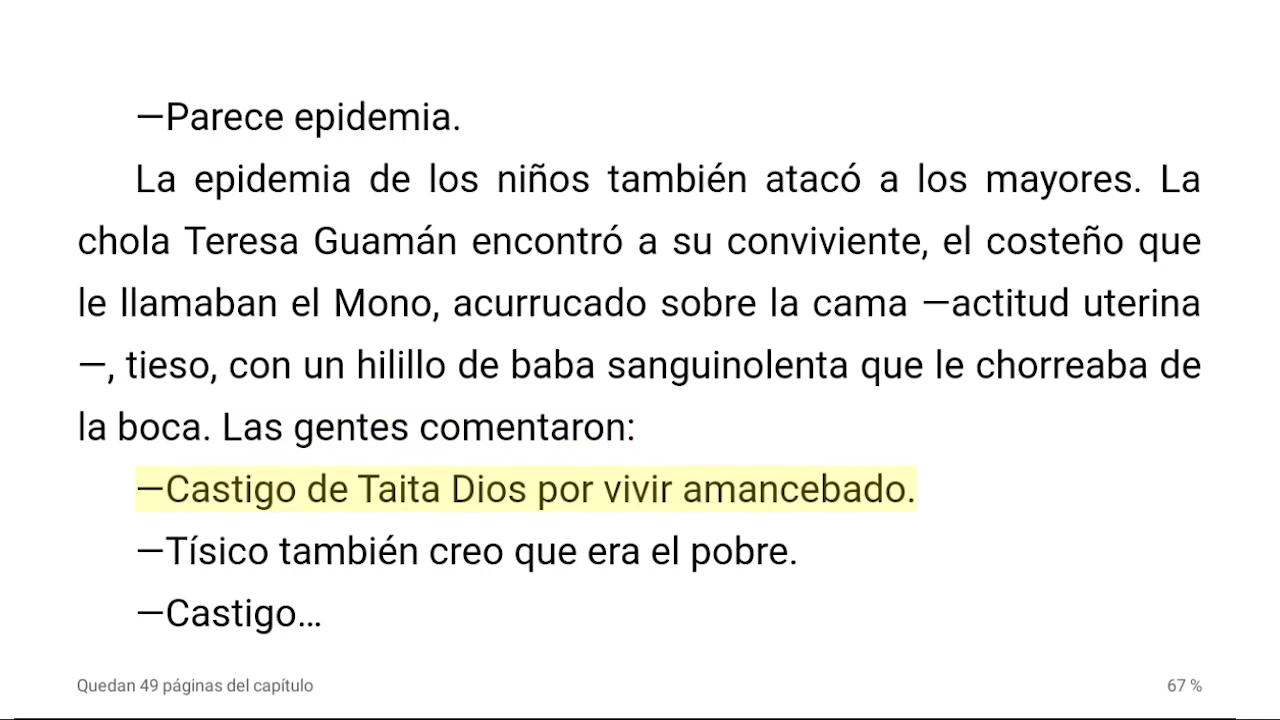 —Parece epidemia.
La epidemia de los niños también atacó a los mayores. La
chola Teresa Guamán encontró a su conviviente, el costeño que
le llamaban el Mono, acurrucado sobre la cama —actitud uterina
—, tieso, con un hilillo de baba sanguinolenta que le chorreaba de
la boca. Las gentes comentaron:
—Castigo de Taita Dios por vivir amancebado.
—Tísico también creo que era el pobre.
—Castigo…
Quedan 49 páginas del capítulo
67 %